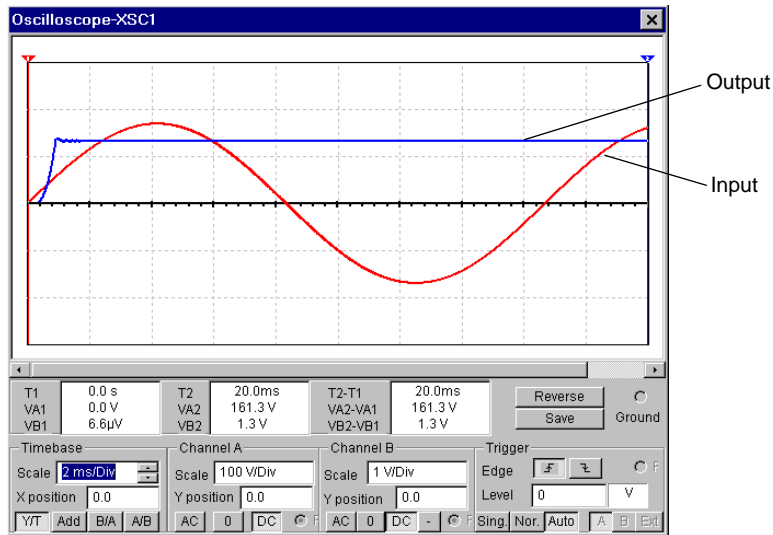 Oscilloscope-XSC1
Output
Input
T1 0.0 s T2 20.0ms T2-T1 20.0ms
VA1 0.0 V VA2 161.3 V VA2-VA1 161.3 V
VB1 6.6µV VB2 1.3 V VB2-VB1 1.3 V
Reverse
Save
Ground
Timebase
Scale 2 ms/Div
X position 0.0
Y/T Add B/A A/B
Channel A
Scale 100 V/Div
Y position 0.0
AC 0 DC
Channel B
Scale 1 V/Div
Y position 0.0
AC 0 DC -
Trigger
Edge
Level 0 V
Sing. Nor. Auto A B Ext